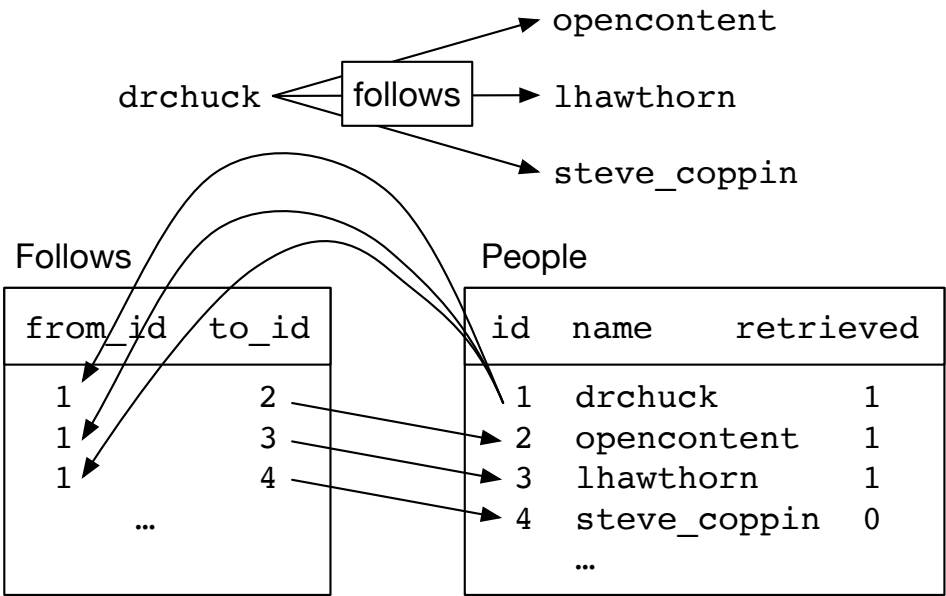 opencontent
drchuck follows lhawthorn
steve_coppin
Follows
from_id to_id
1 2
1 3
1 4
…
People
id name retrieved
1 drchuck 1
2 opencontent 1
3 lhawthorn 1
4 steve_coppin 0
…